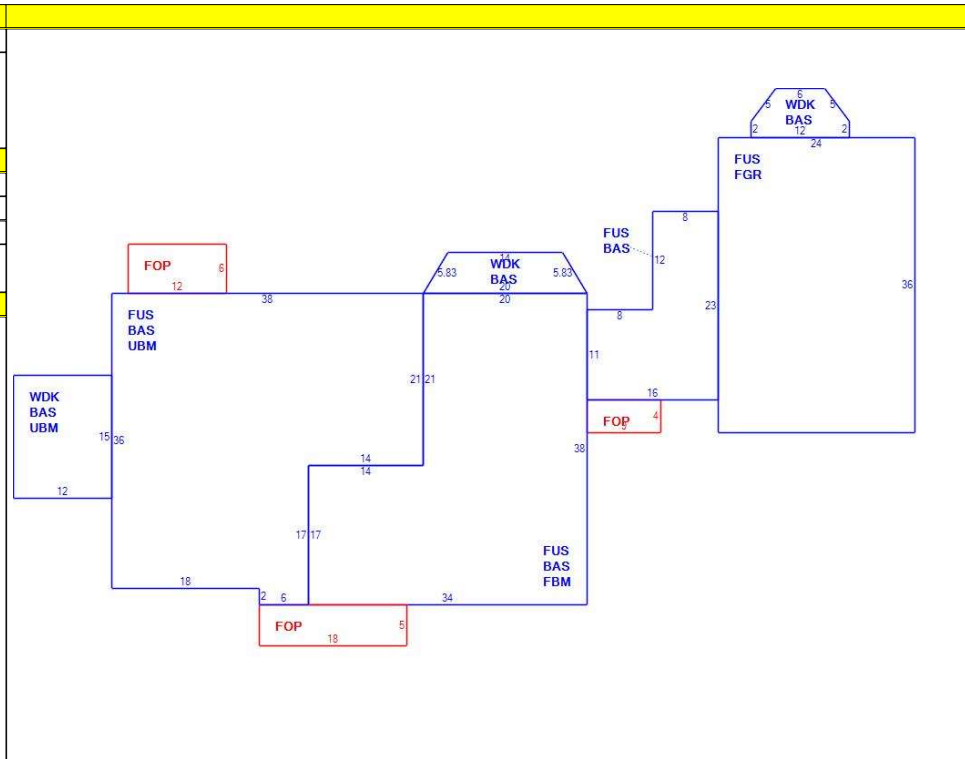 6
5 WDK 5
BAS
2 12 2
24
FUS
FGR
8
FUS
BAS
12
FOP 6
12
14
5.83 WDK 5.83
BAS
20
38
20
8
23
36
FUS
BAS
UBM
11
21 21
WDK
BAS
UBM
15 36
16
FOP 4
9
38
14
14
12
17 17
FUS
BAS
FBM
18
2 6
34
FOP 5
18